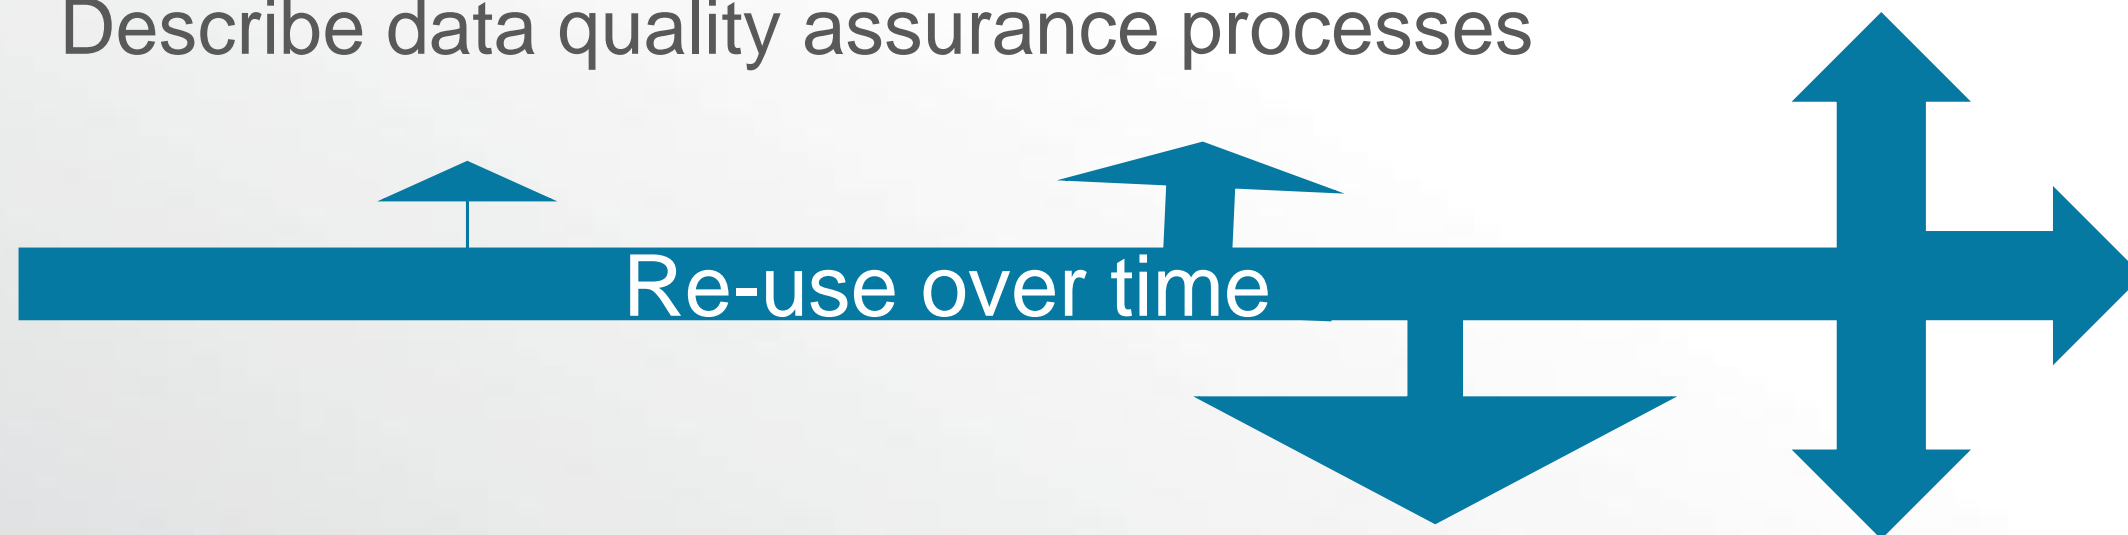 Describe data quality assurance processes
Re-use over time